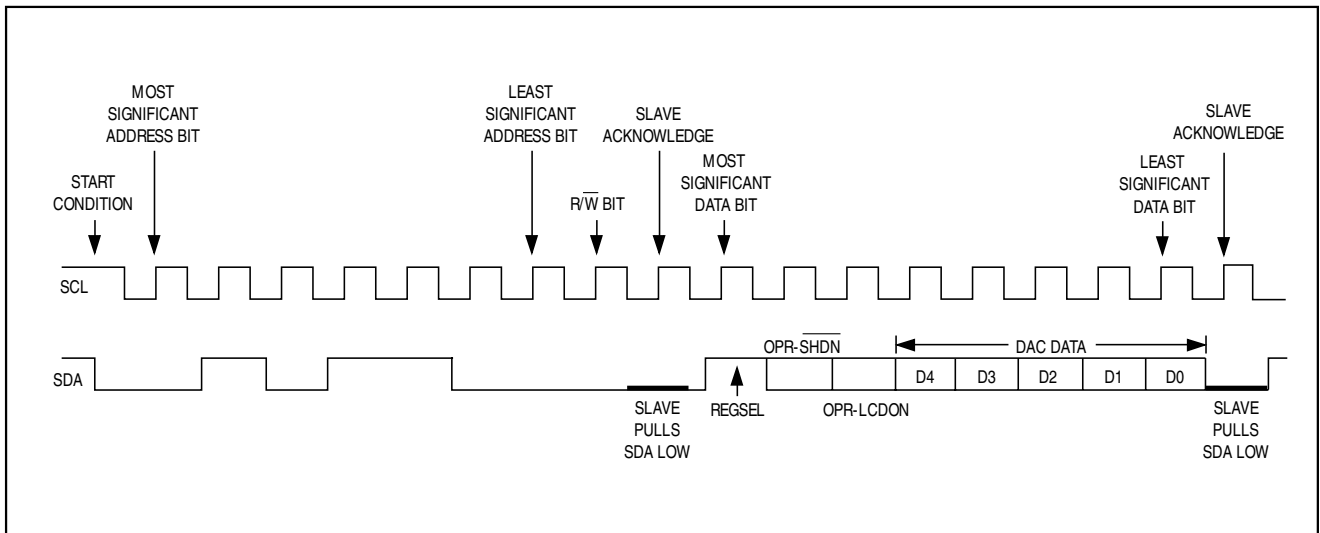 MOST
SIGNIFICANT
ADDRESS BIT
LEAST
SIGNIFICANT
ADDRESS BIT
SLAVE
ACKNOWLEDGE
SLAVE
ACKNOWLEDGE
START
CONDITION
R/W BIT
MOST
SIGNIFICANT
DATA BIT
LEAST
SIGNIFICANT
DATA BIT
SCL
SDA
OPR-SHDN
DAC DATA
D4 D3 D2 D1 D0
SLAVE
PULLS
SDA LOW
REGSEL
OPR-LCDON
SLAVE
PULLS
SDA LOW